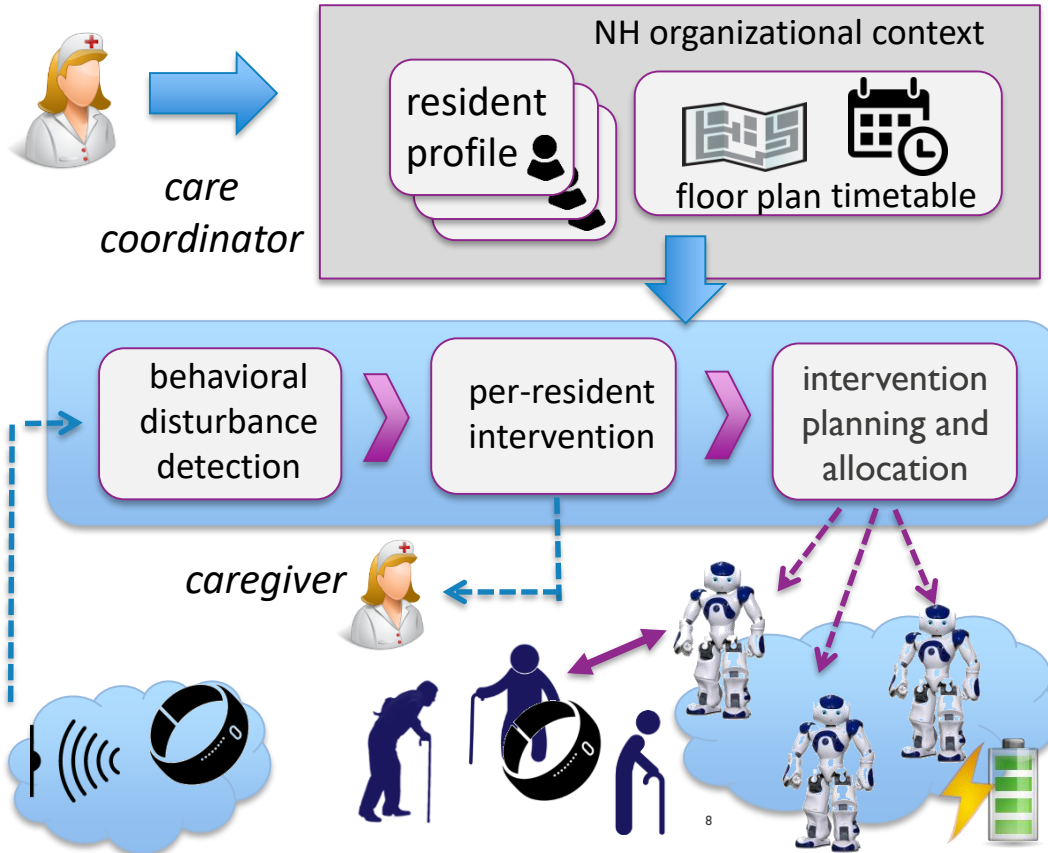 NH organizational context
resident
profile
floor plan
timetable
care
coordinator
behavioral
disturbance
detection
per-resident
intervention
intervention
planning and
allocation
caregiver
8